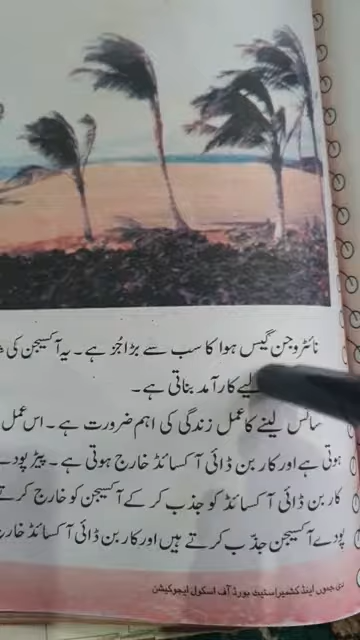 نائٹروجن گیس ہوا کا سب سے بڑا جُز ہے۔ یہ آکسیجن کی
لیے کارآمد بناتی ہے۔
سانس لینے کا عمل زندگی کی اہم ضرورت ہے۔ اس عمل
ہوتی ہے اور کاربن ڈائی آکسائڈ خارج ہوتی ہے۔ پیڑ پودے
کاربن ڈائی آکسائڈ کو جذب کر کے آکسیجن کو خارج کرتے
پودے آکسیجن جذب کرتے ہیں اور کاربن ڈائی آکسائڈ خارج
دی جموں اینڈ کشمیر اسٹیٹ بورڈ آف اسکول ایجوکیشن